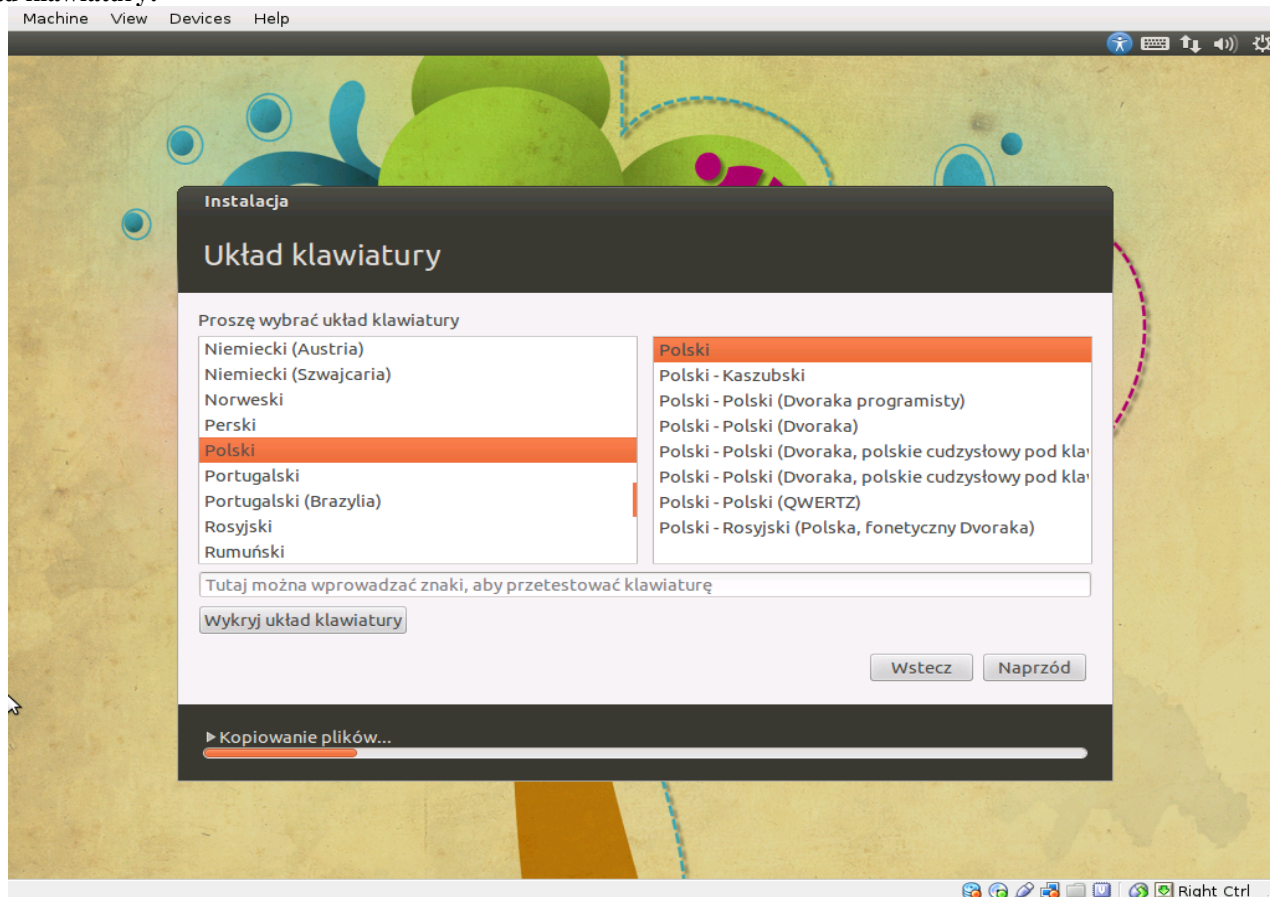 Machine View Devices Help
Instalacja
Układ klawiatury
Proszę wybrać układ klawiatury
Niemiecki (Austria)
Niemiecki (Szwajcaria)
Norweski
Perski
Polski
Portugalski
Portugalski (Brazylia)
Rosyjski
Rumuński
Polski
Polski - Kaszubski
Polski - Polski (Dvoraka programisty)
Polski - Polski (Dvoraka)
Polski - Polski (Dvoraka, polskie cudzysłowy pod
Polski - Polski (Dvoraka, polskie cudzysłowy pod
Polski - Polski (QWERTZ)
Polski - Rosyjski (Polska, fonetyczny Dvoraka)
Tutaj można wprowadzać znaki, aby przetestować klawiaturę
Wykryj układ klawiatury
Wstecz Naprzód
Kopiowanie plików...
Right Ctrl